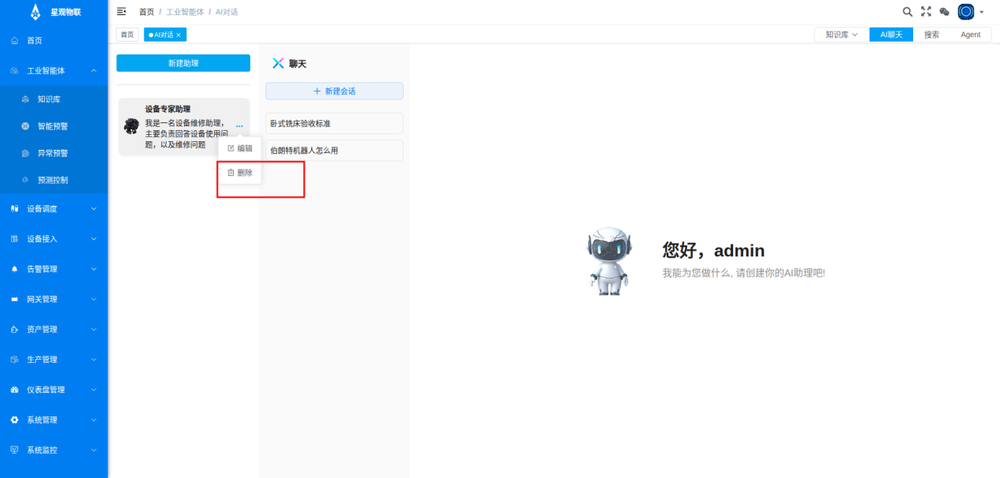 星观物联
首页 / 工业智能体 / AI对话
首页
AI对话 ×
知识库
AI聊天
搜索
Agent
首页
工业智能体
知识库
智能预警
异常预警
预测控制
设备调度
设备接入
告警管理
网关管理
资产管理
生产管理
仪表盘管理
系统管理
系统监控
新建助理
设备专家助理
我是一名设备维修助理，
主要负责回答设备使用问
题，以及维修问题
...
编辑
删除
聊天
+ 新建会话
卧式铣床验收标准
伯朗特机器人怎么用
您好，admin
我能为您做什么, 请创建你的AI助理吧!